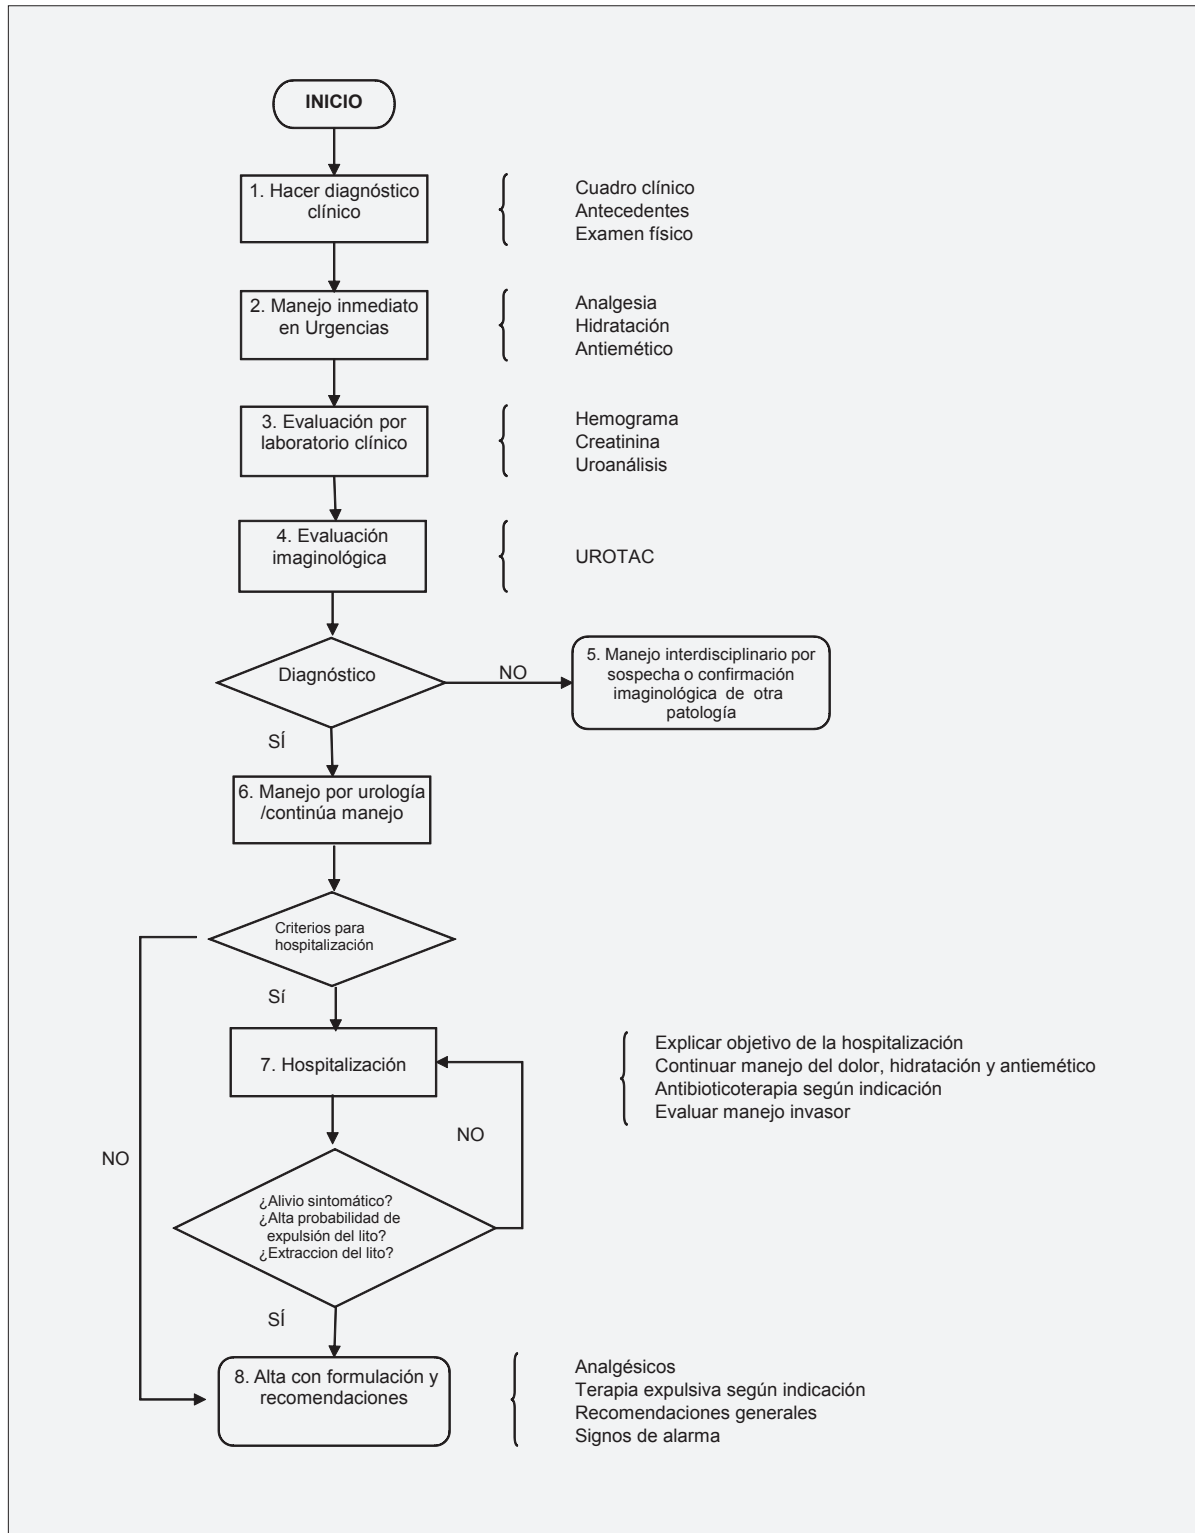 INICIO
1. Hacer diagnóstico
clínico
Cuadro clínico
Antecedentes
Examen físico
2. Manejo inmediato
en Urgencias
Analgesia
Hidratación
Antiemético
3. Evaluación por
laboratorio clínico
Hemograma
Creatinina
Uroanálisis
4. Evaluación
imaginológica
UROTAC
Diagnóstico
NO
5. Manejo interdisciplinario por
sospecha o confirmación
imaginológica de otra
patología
SÍ
6. Manejo por urología
/continúa manejo
Criterios para
hospitalización
Sí
7. Hospitalización
Explicar objetivo de la hospitalización
Continuar manejo del dolor, hidratación y antiemético
Antibioticoterapia según indicación
Evaluar manejo invasor
NO
NO
¿Alivio sintomático?
¿Alta probabilidad de
expulsión del lito?
¿Extraccion del lito?
SÍ
8. Alta con formulación y
recomendaciones
Analgésicos
Terapia expulsiva según indicación
Recomendaciones generales
Signos de alarma